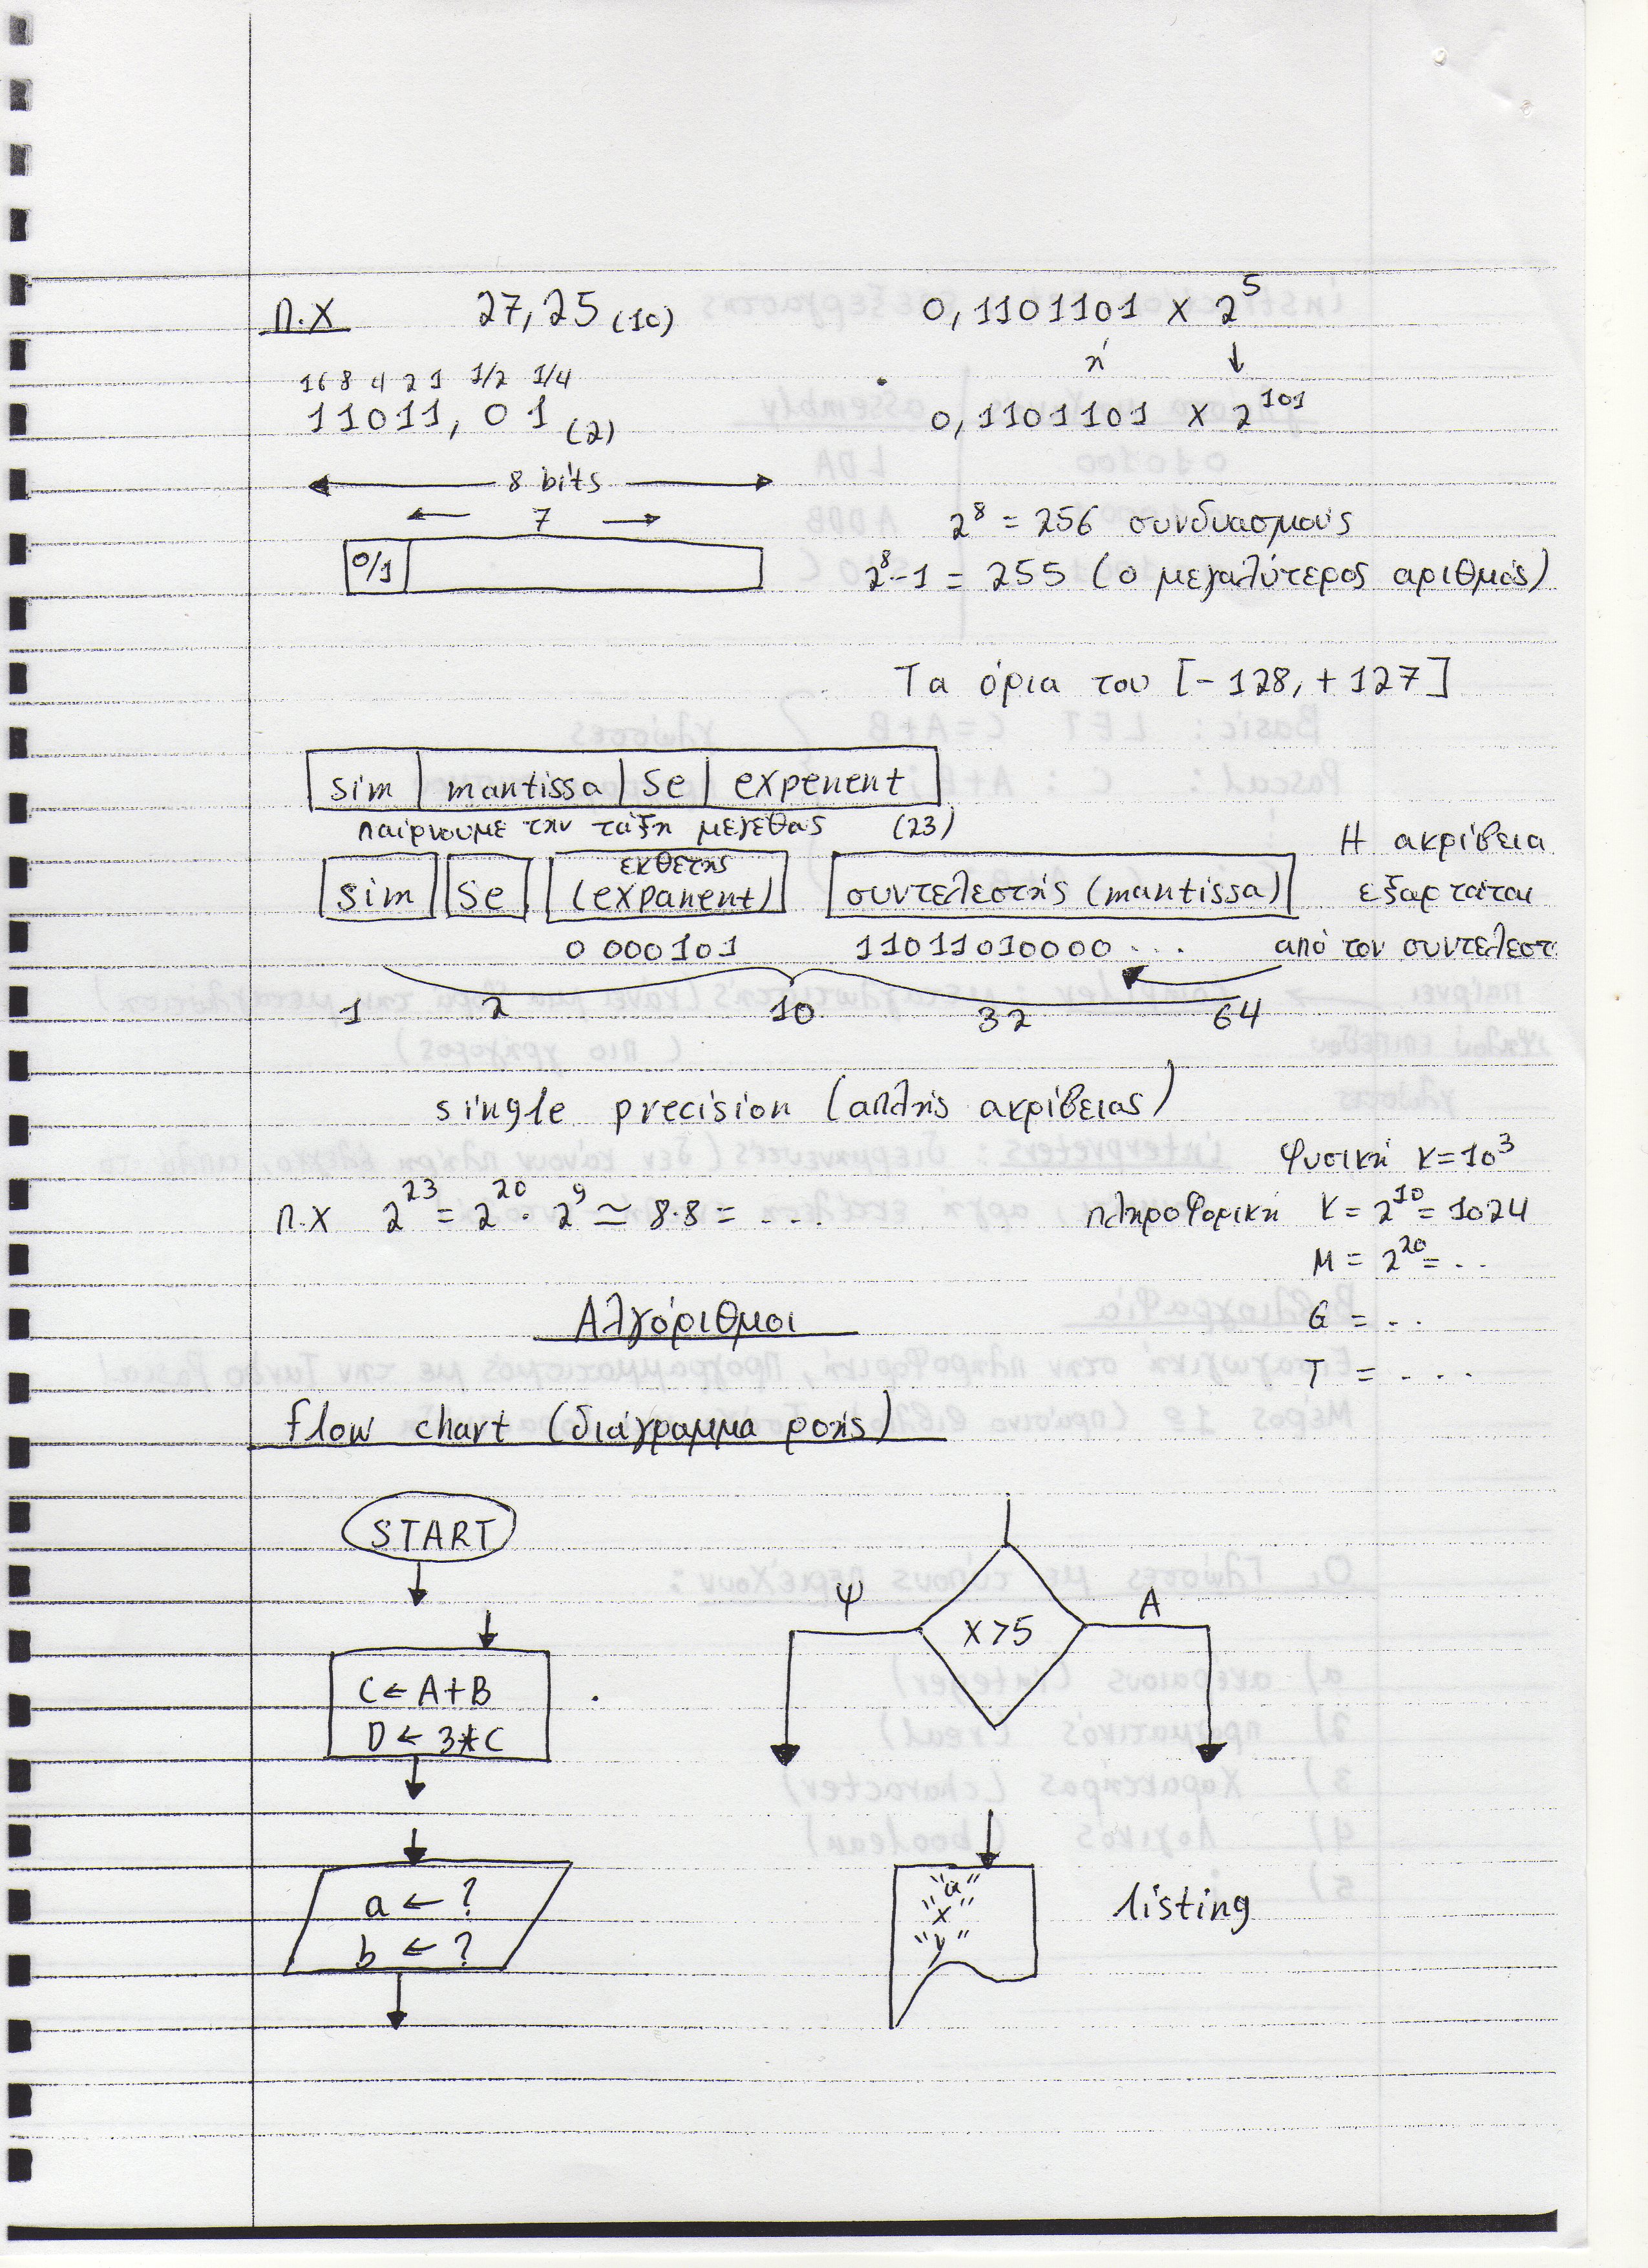 π.χ 27,25 (10) 0,1101101 x 2^5
16 8 4 2 1 1/2 1/4 ή ↓
11011,01 (2) 0,1101101 x 2^101
8 bits
7 2^8 = 256 συνδυασμούς
0/1 2^8-1 = 255 (ο μεγαλύτερος αριθμός)
Τα όρια του [-128,+127]
sim mantissa se expenent
παίρνουμε την τάξη μεγέθας (23) Η ακρίβεια
sim se εκθέτης (expanent) συντελεστής (mantissa) εξαρτάται
0 000101 11011010000 ... από τον συντελεστ
1 2 10 32 64
single precision (απλής ακρίβειας)
φυσική K=10^3
π.χ 2^23 = 2^20 · 2^9 ≃ 8·8 = ... πληροφορική K = 2^10 = 1024
M = 2^20 = ..
Αλγόριθμοι G = ..
T = ...
flow chart (διάγραμμα ροής)
START
Ψ A
X>5
C ← A+B
D ← 3*C
a ← ?
b ← ?
"a"
"x"
"y"
listing